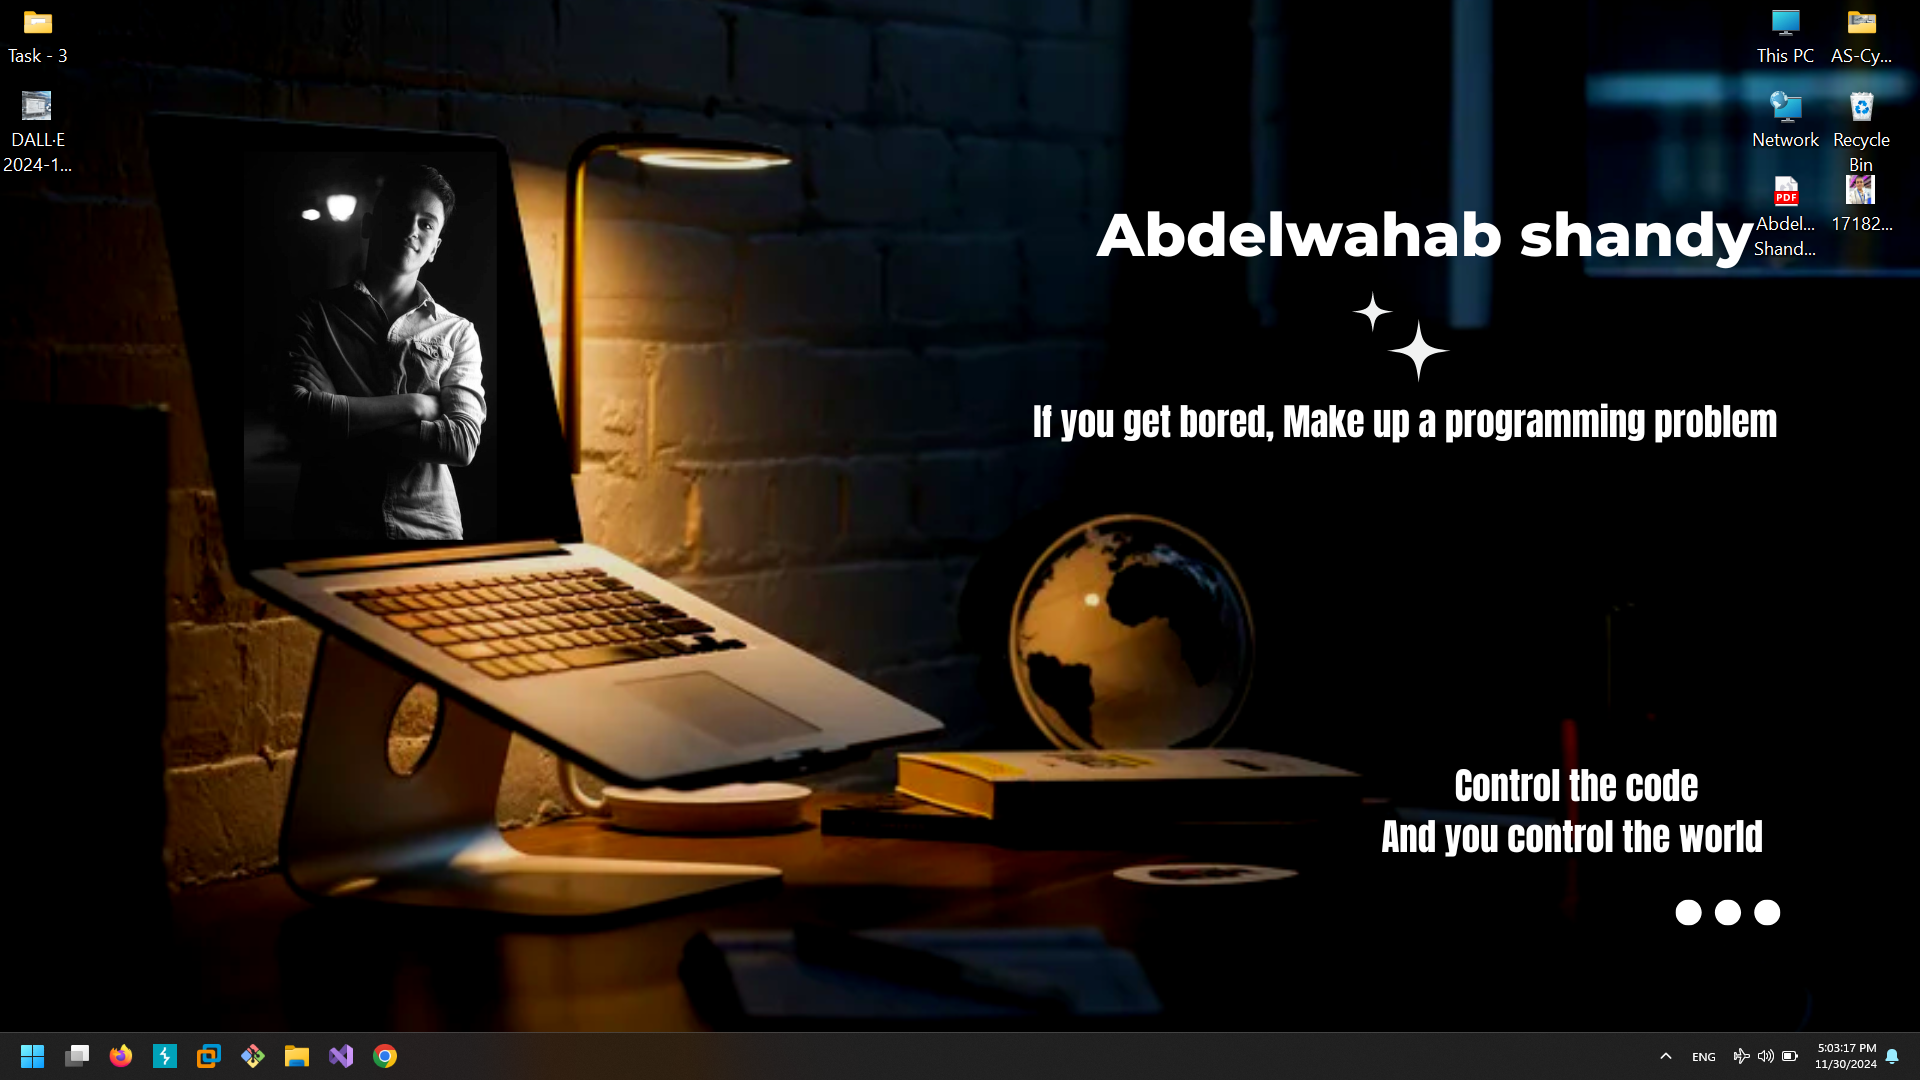 Task - 3
DALL·E
2024-1...
This PC
AS-Cy...
Network
Recycle
Bin
PDF
Abdel...
Shand...
17182...
Abdelwahab shandy
If you get bored, Make up a programming problem
Control the code
And you control the world
ENG
5:03:17 PM
11/30/2024